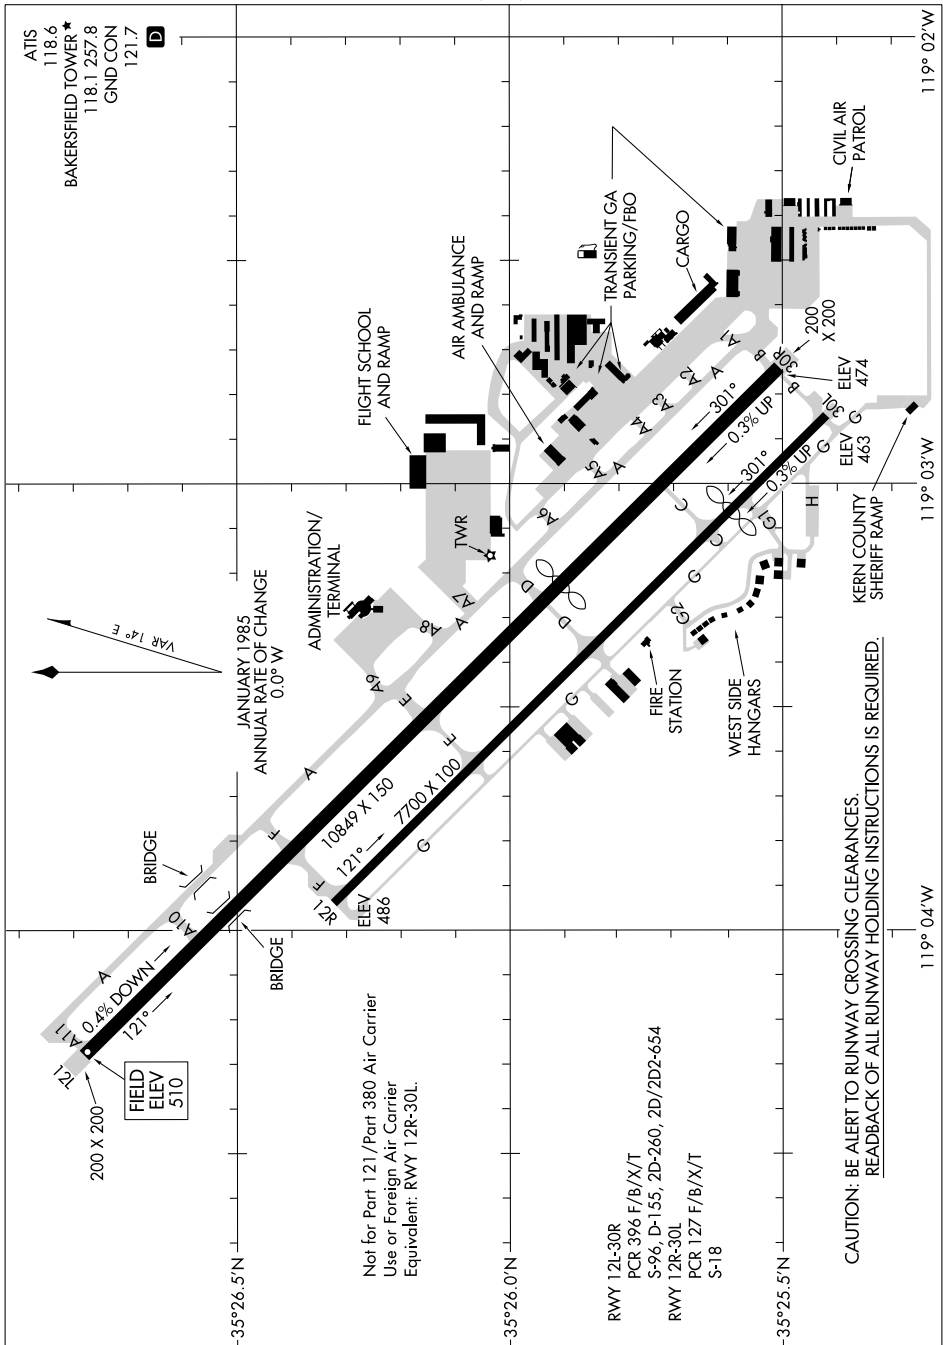 ATIS
118.6
BAKERSFIELD TOWER ★
118.1 257.8
GND CON
121.7
D
119° 02'W
CIVIL AIR
PATROL
TRANSIENT GA
PARKING/FBO
CARGO
AIR AMBULANCE
AND RAMP
FLIGHT SCHOOL
AND RAMP
200
X 200
ELEV
474
30R
B
B
A1
A
A2
A3
A4
A
A5
A6
301°
0.3% UP
30L
G
G
ELEV
463
301°
0.3% UP
C
C
G1
H
119° 03'W
KERN COUNTY
SHERIFF RAMP
TWR
ADMINISTRATION/
TERMINAL
VAR 14° E
JANUARY 1985
ANNUAL RATE OF CHANGE
0.0° W
A7
A
A8
A9
D
D
G
G2
G
E
E
FIRE
STATION
WEST SIDE
HANGARS
A
F
10849 X 150
7700 X 100
121°
F
G
12R
ELEV
486
BRIDGE
BRIDGE
A10
A
0.4% DOWN
121°
A11
12L
FIELD
ELEV
510
200 X 200
119° 04'W
Not for Part 121/Part 380 Air Carrier
Use or Foreign Air Carrier
Equivalent: RWY 12R-30L.
RWY 12L-30R
PCR 396 F/B/X/T
S-96, D-155, 2D-260, 2D/2D2-654
RWY 12R-30L
PCR 127 F/B/X/T
S-18
CAUTION: BE ALERT TO RUNWAY CROSSING CLEARANCES.
READBACK OF ALL RUNWAY HOLDING INSTRUCTIONS IS REQUIRED.
35°26.5'N
35°26.0'N
35°25.5'N